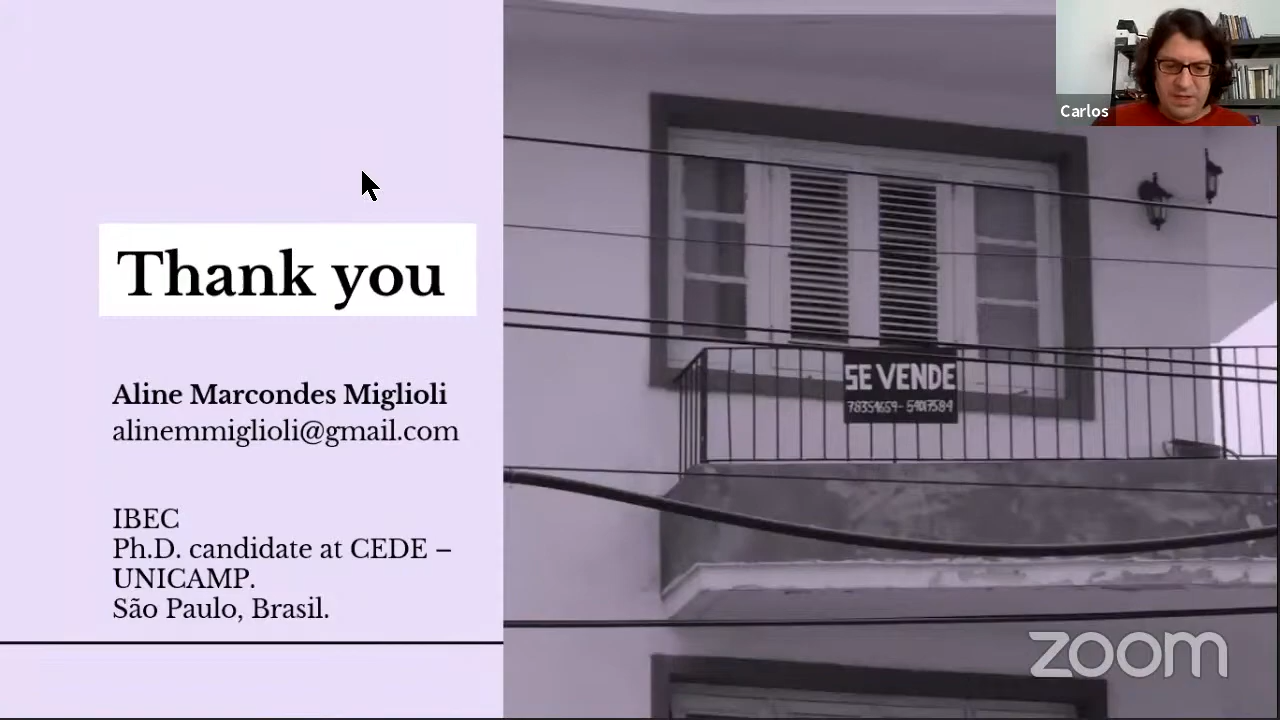 Carlos
Thank you
Aline Marcondes Miglioli
alinemmiglioli@gmail.com
IBEC
Ph.D. candidate at CEDE –
UNICAMP.
São Paulo, Brasil.
SE VENDE
zoom